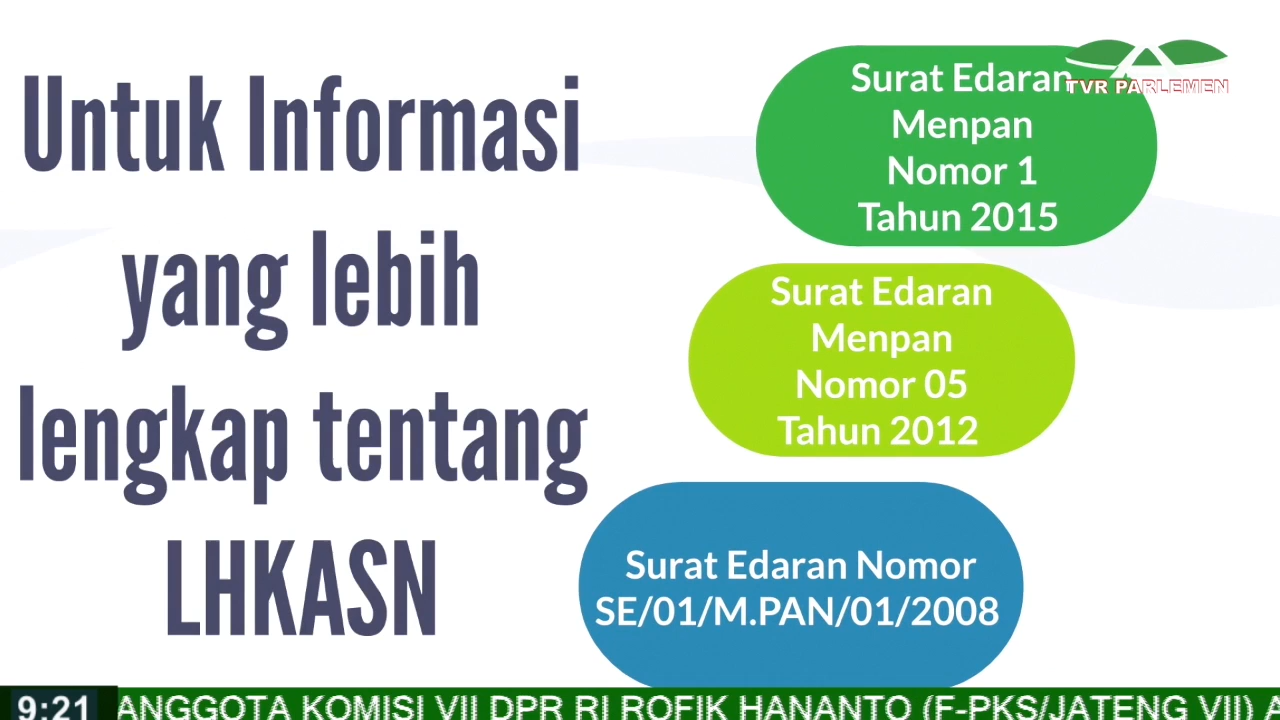 Untuk Informasi
yang lebih
lengkap tentang
LHKASN
Surat Edaran
Menpan
Nomor 1
Tahun 2015
TVR PARLEMEN
Surat Edaran
Menpan
Nomor 05
Tahun 2012
Surat Edaran Nomor
SE/01/M.PAN/01/2008
9:21
ANGGOTA KOMISI VII DPR RI ROFIK HANANTO (F-PKS/JATENG VII) A